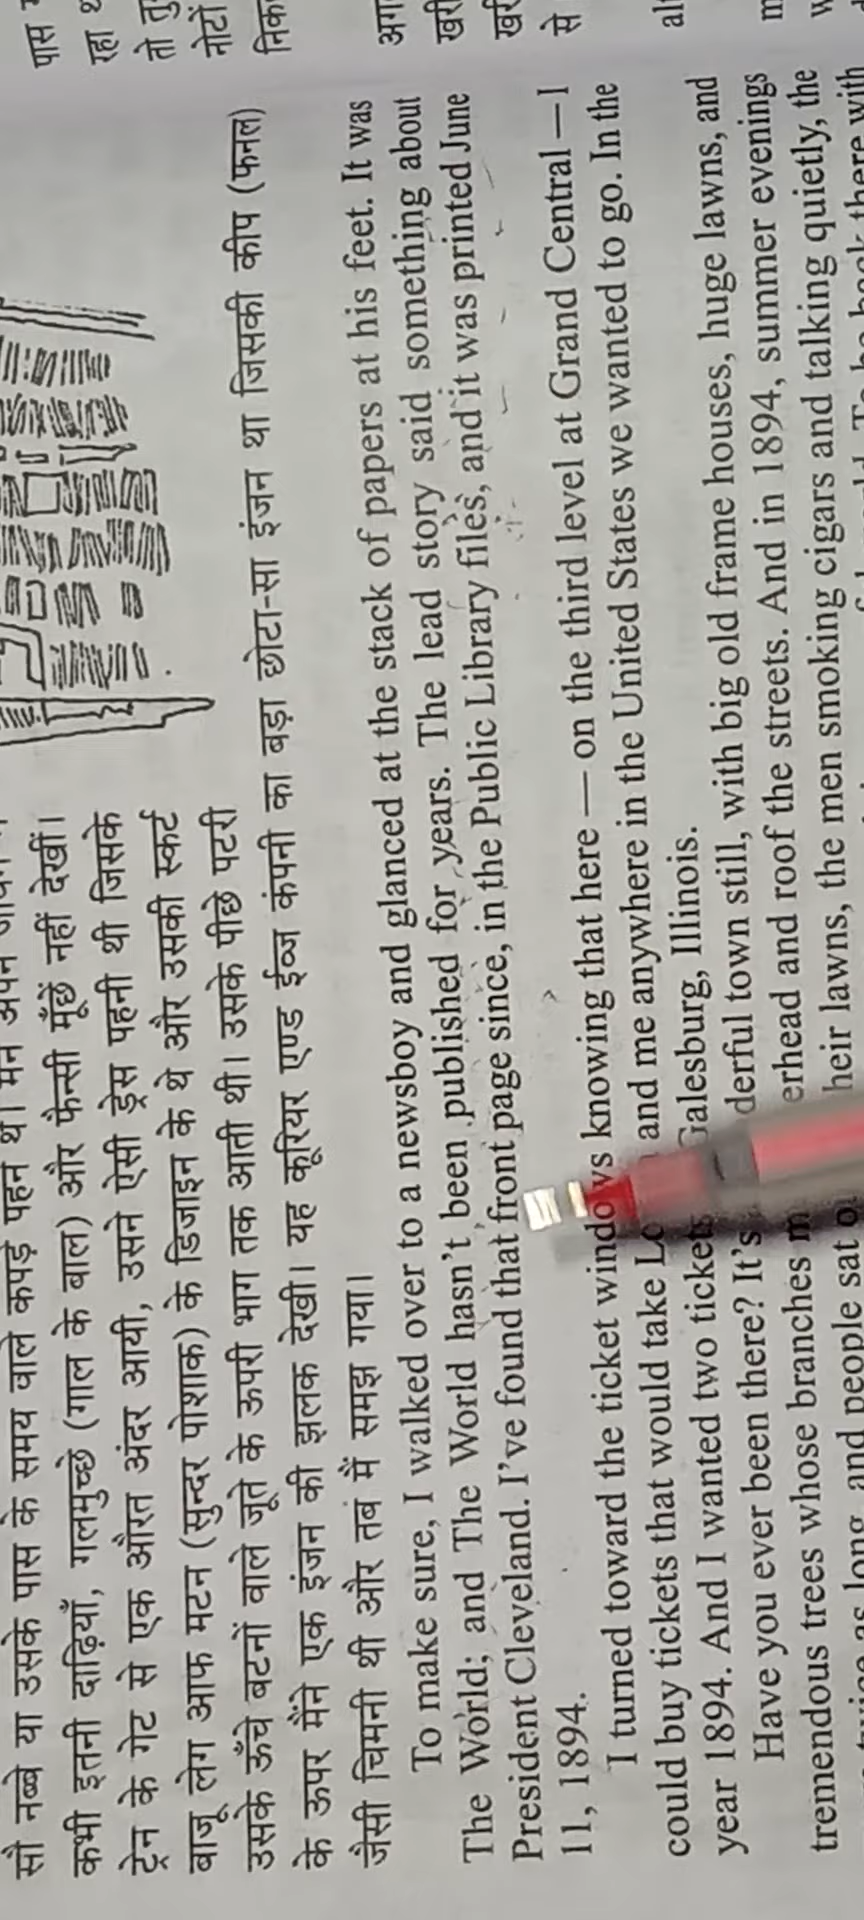 सौ नब्बे या उसके पास के समय वाले कपड़े पहने थे। मैंने अपने
कभी इतनी दाढ़ियाँ, गलमुच्छे (गाल के बाल) और फैन्सी मूँछें नहीं देखीं।
ट्रेन के गेट से एक औरत अंदर आयी, उसने ऐसी ड्रेस पहनी थी जिसके
बाजू लेग आफ मटन (सुन्दर पोशाक) के डिजाइन के थे और उसकी स्कर्ट
उसके ऊँचे बटनों वाले जूते के ऊपरी भाग तक आती थी। उसके पीछे पटरी
के ऊपर मैंने एक इंजन की झलक देखी। यह कूरियर एण्ड ईव्ज कंपनी का बड़ा छोटा-सा इंजन था जिसकी कीप (फनल)
जैसी चिमनी थी और तब मैं समझ गया।
To make sure, I walked over to a newsboy and glanced at the stack of papers at his feet. It was
The World; and The World hasn't been published for years. The lead story said something about
President Cleveland. I've found that front page since, in the Public Library files, and it was printed June
11, 1894.
I turned toward the ticket windows knowing that here — on the third level at Grand Central — I
could buy tickets that would take and me anywhere in the United States we wanted to go. In the
year 1894. And I wanted two tickets Galesburg, Illinois.
Have you ever been there? It's derful town still, with big old frame houses, huge lawns, and
tremendous trees whose branches erhead and roof the streets. And in 1894, summer evenings
as long, and people sat heir lawns, the men smoking cigars and talking quietly, the
there with
पास
रहा
तो
नोटों
से